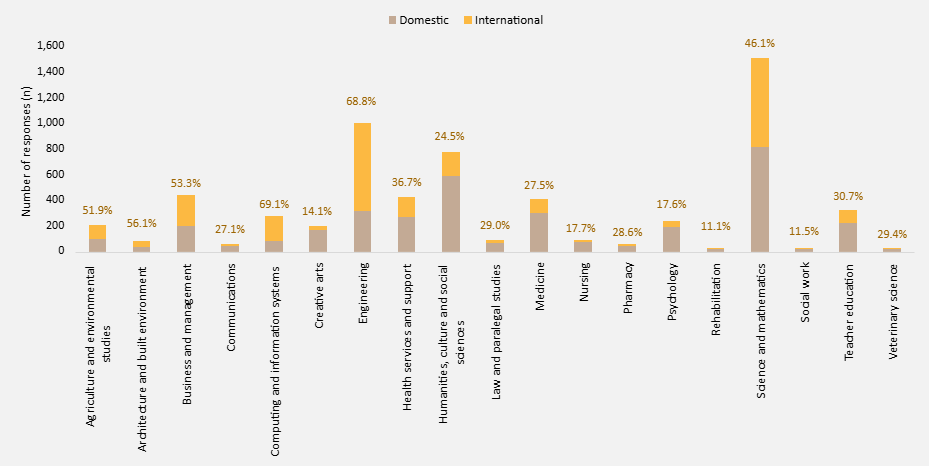 Domestic International
Number of responses (n)
1,600
1,400
1,200
1,000
800
600
400
200
0
51.9%
56.1%
53.3%
27.1%
69.1%
14.1%
68.8%
36.7%
24.5%
29.0%
27.5%
17.7%
28.6%
17.6%
11.1%
46.1%
11.5%
30.7%
29.4%
Agriculture and environmental
studies
Architecture and built environment
Business and management
Communications
Computing and information systems
Creative arts
Engineering
Health services and support
Humanities, culture and social
sciences
Law and paralegal studies
Medicine
Nursing
Pharmacy
Psychology
Rehabilitation
Science and mathematics
Social work
Teacher education
Veterinary science